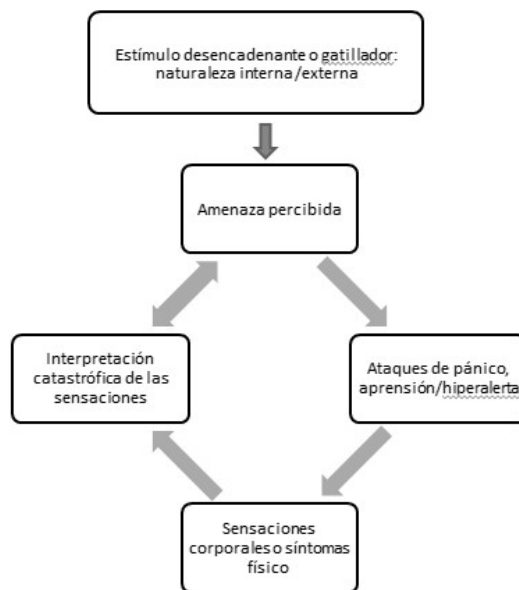 Estímulo desencadenante o gatillador:
naturaleza interna/externa
Amenaza percibida
Interpretación
catastrófica de las
sensaciones
Ataques de pánico,
aprensión/hiperalerta
Sensaciones
corporales o síntomas
físico